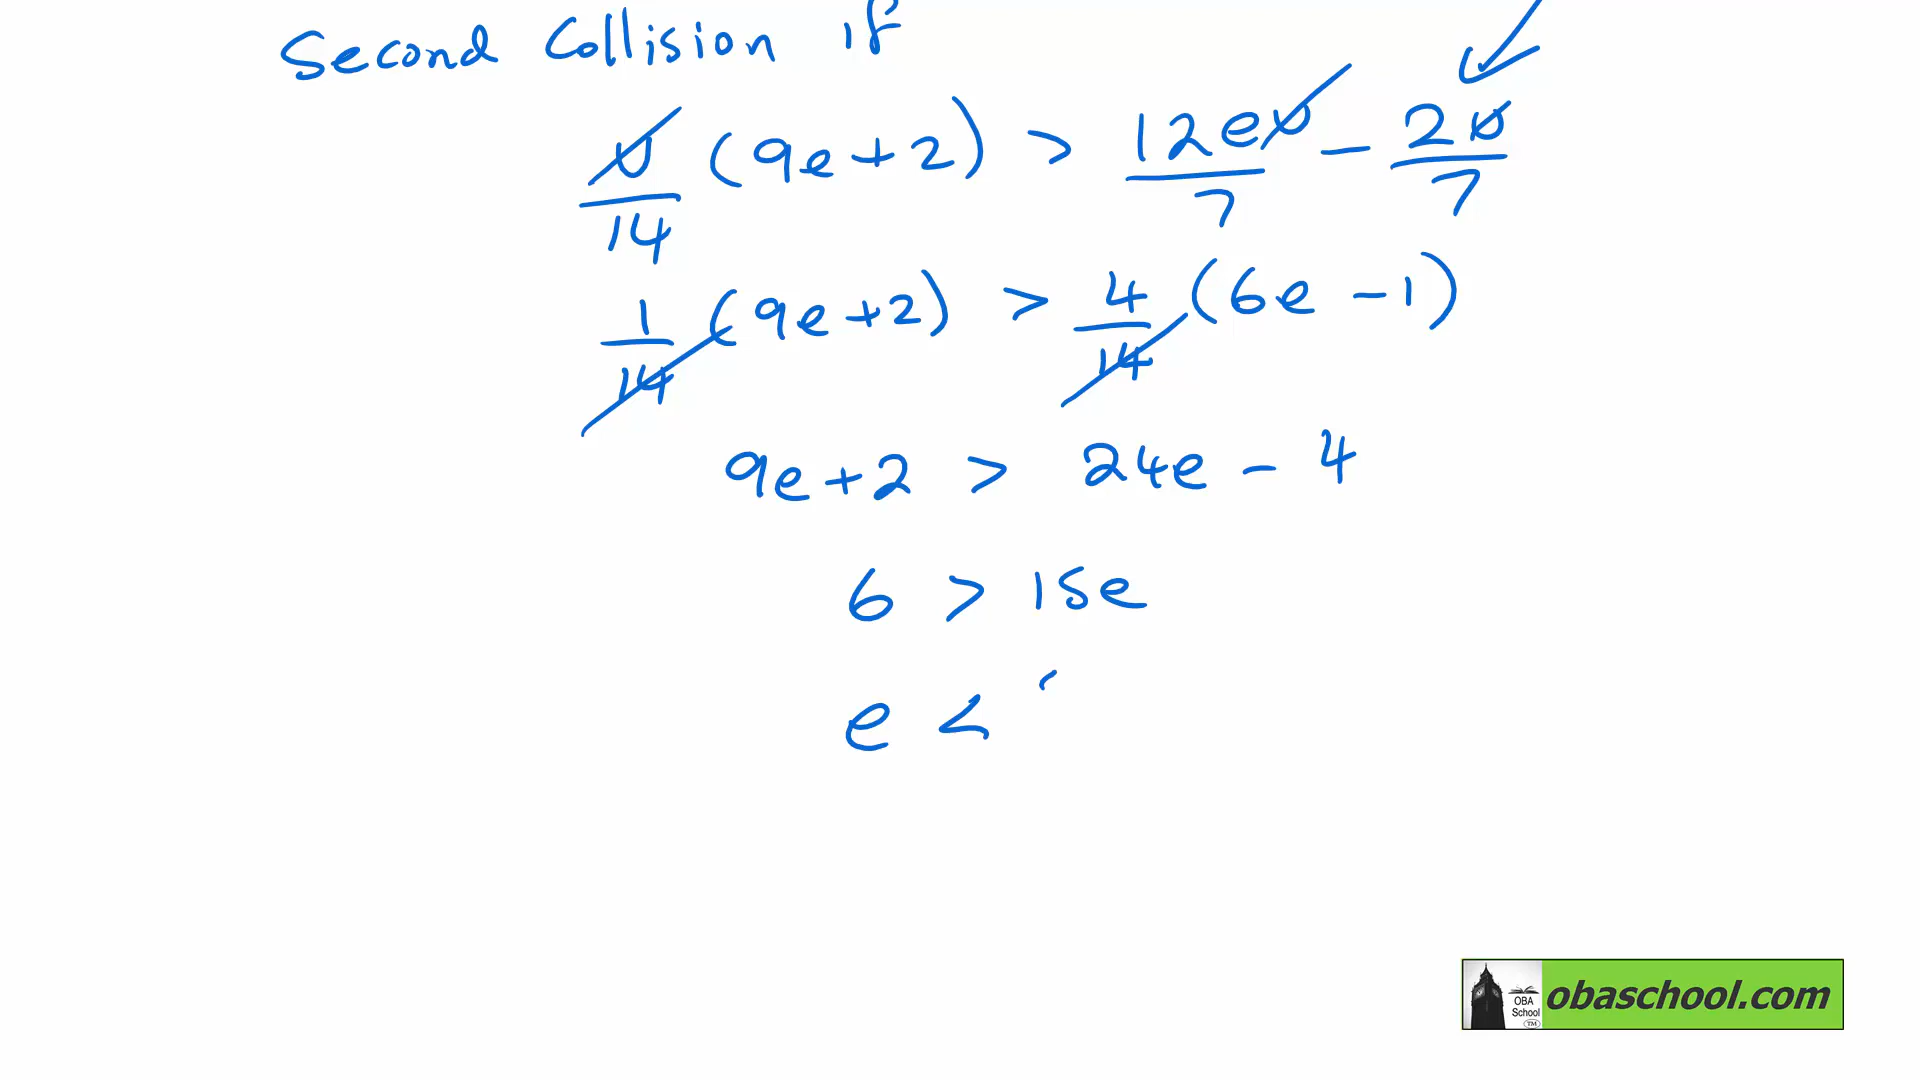 Second Collision if
v/14 (9e+2) > 12ev/7 - 2v/7
1/14 (9e+2) > 4/14 (6e-1)
9e+2 > 24e - 4
6 > 15e
e <
OBA School TM obaschool.com